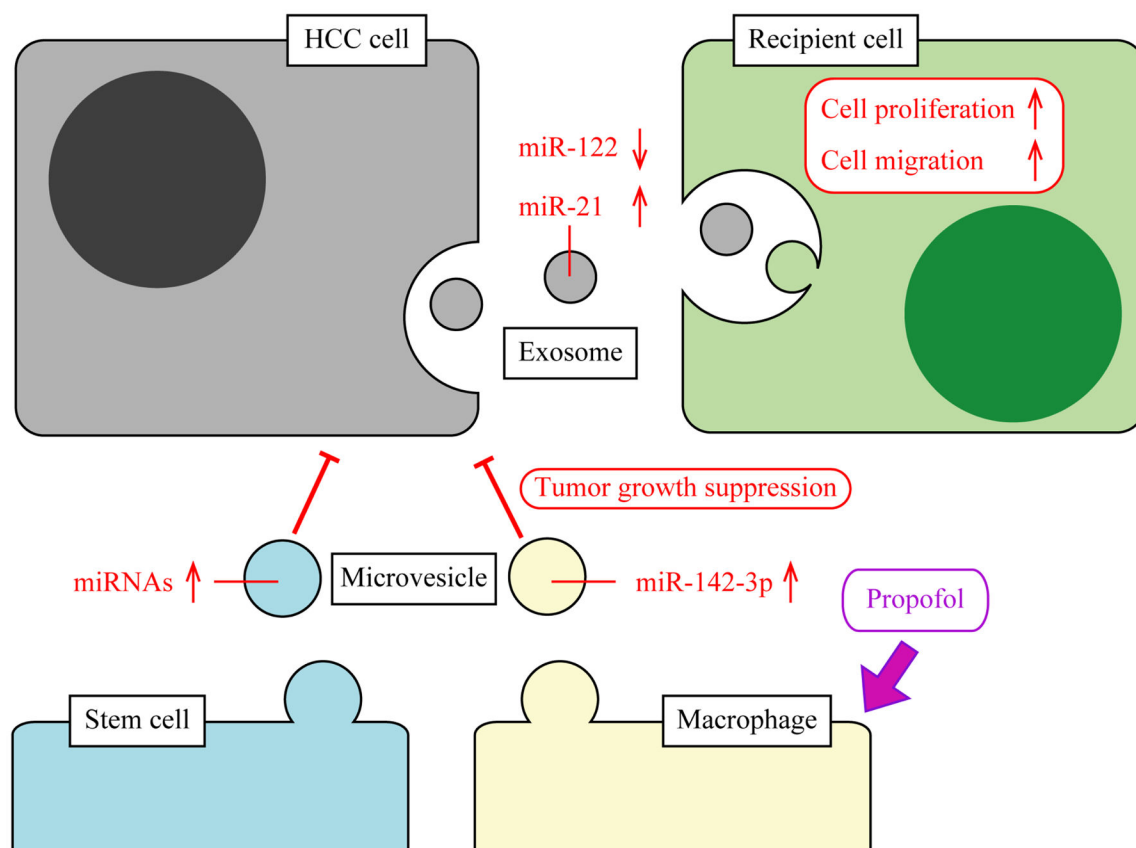 HCC cell
Recipient cell
Cell proliferation ↑
Cell migration ↑
miR-122 ↓
miR-21 ↑
Exosome
Tumor growth suppression
miRNAs ↑
Microvesicle
miR-142-3p ↑
Propofol
Stem cell
Macrophage